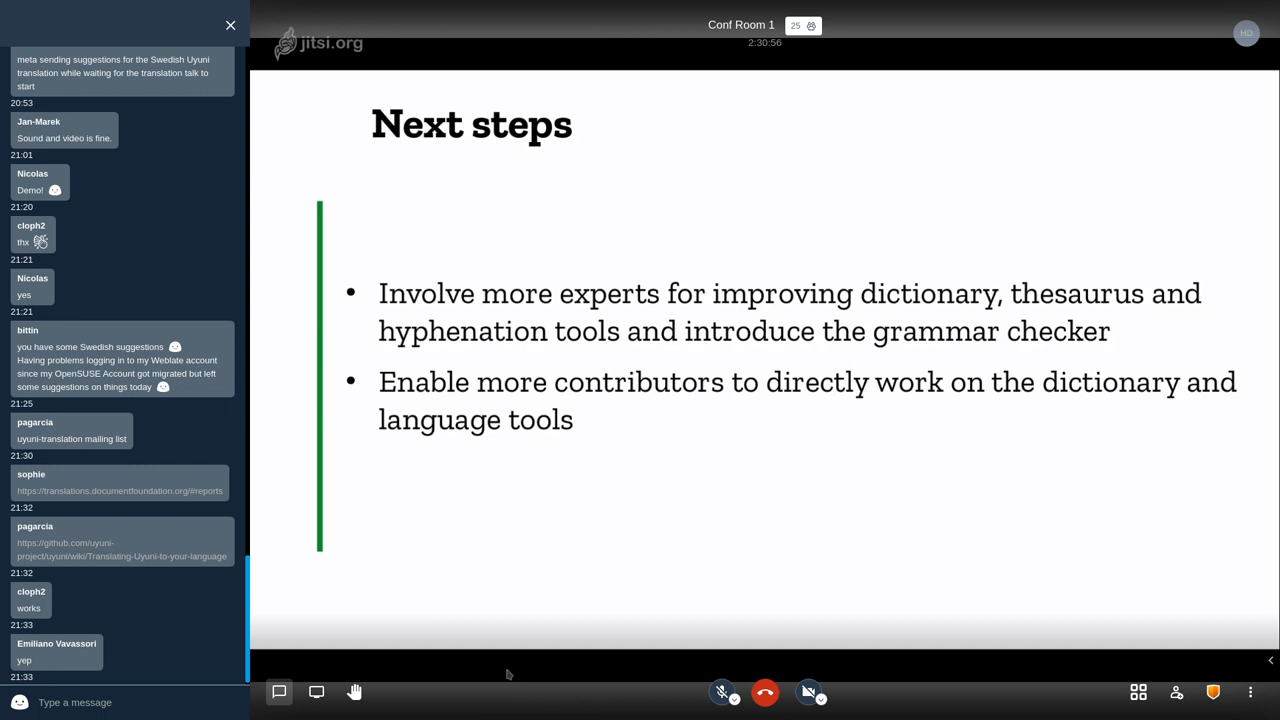 meta sending suggestions for the Swedish Uyuni
translation while waiting for the translation talk to
start
20:53
Jan-Marek
Sound and video is fine.
21:01
Nicolas
Demo!
21:20
cloph2
thx
21:21
Nicolas
yes
21:21
bittin
you have some Swedish suggestions
Having problems logging in to my Weblate account
since my OpenSUSE Account got migrated but left
some suggestions on things today
21:25
pagarcia
uyuni-translation mailing list
21:30
sophie
https://translations.documentfoundation.org/#reports
21:32
pagarcia
https://github.com/uyuni-
project/uyuni/wiki/Translating-Uyuni-to-your-language
21:32
cloph2
works
21:33
Emiliano Vavassori
yep
21:33
Type a message
jitsi.org
Conf Room 1
25
2:30:56
HD
Next steps
• Involve more experts for improving dictionary, thesaurus and
hyphenation tools and introduce the grammar checker
• Enable more contributors to directly work on the dictionary and
language tools